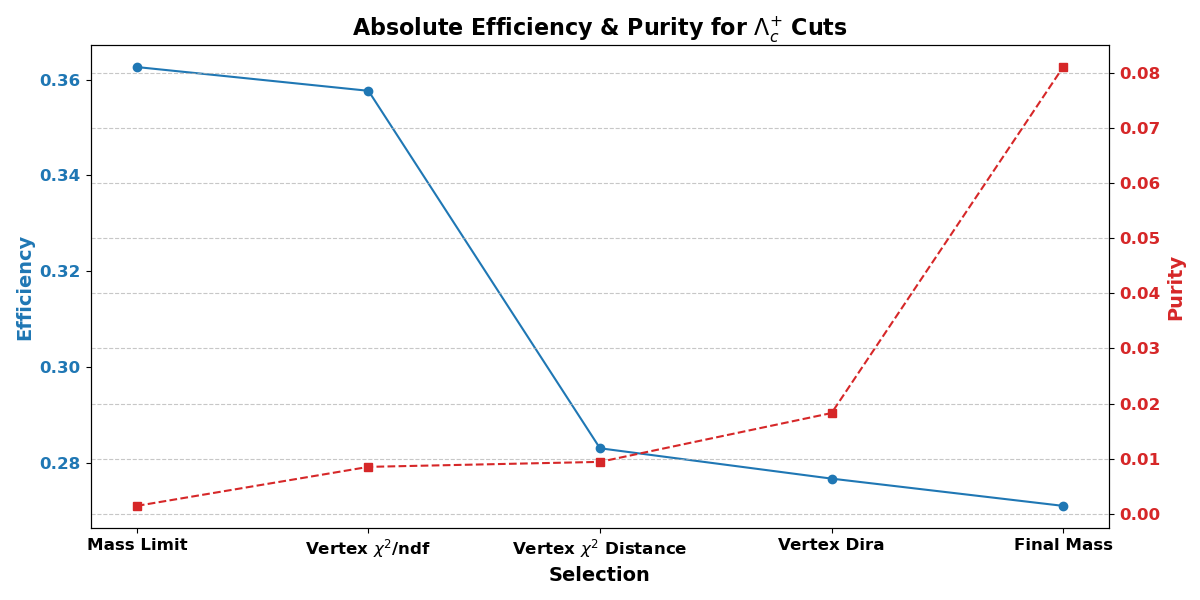 Absolute Efficiency & Purity for Λ_c^+ Cuts
0.36
0.34
0.32
0.30
0.28
Efficiency
0.08
0.07
0.06
0.05
0.04
0.03
0.02
0.01
0.00
Purity
Mass Limit
Vertex χ²/ndf
Vertex χ² Distance
Vertex Dira
Final Mass
Selection